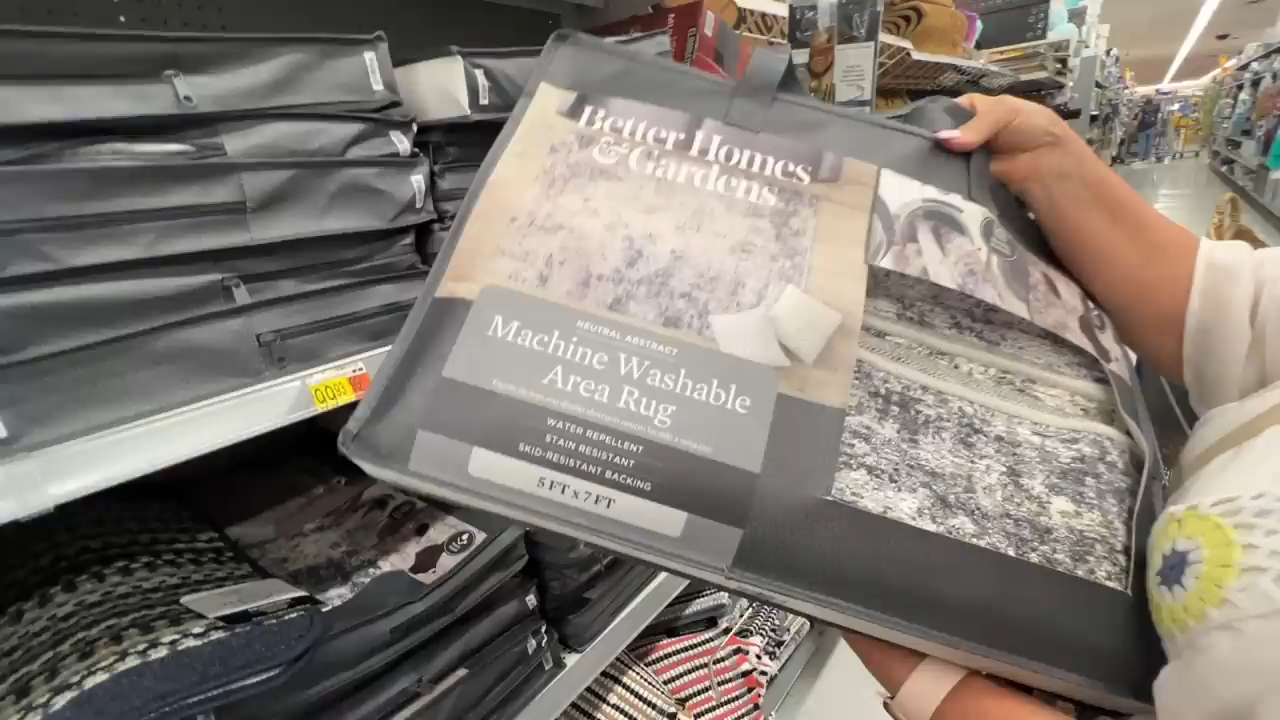 Better Homes
& Gardens
NEUTRAL ABSTRACT
Machine Washable
Area Rug
WATER REPELLENT
STAIN RESISTANT
SKID-RESISTANT BACKING
5 FT x 7 FT